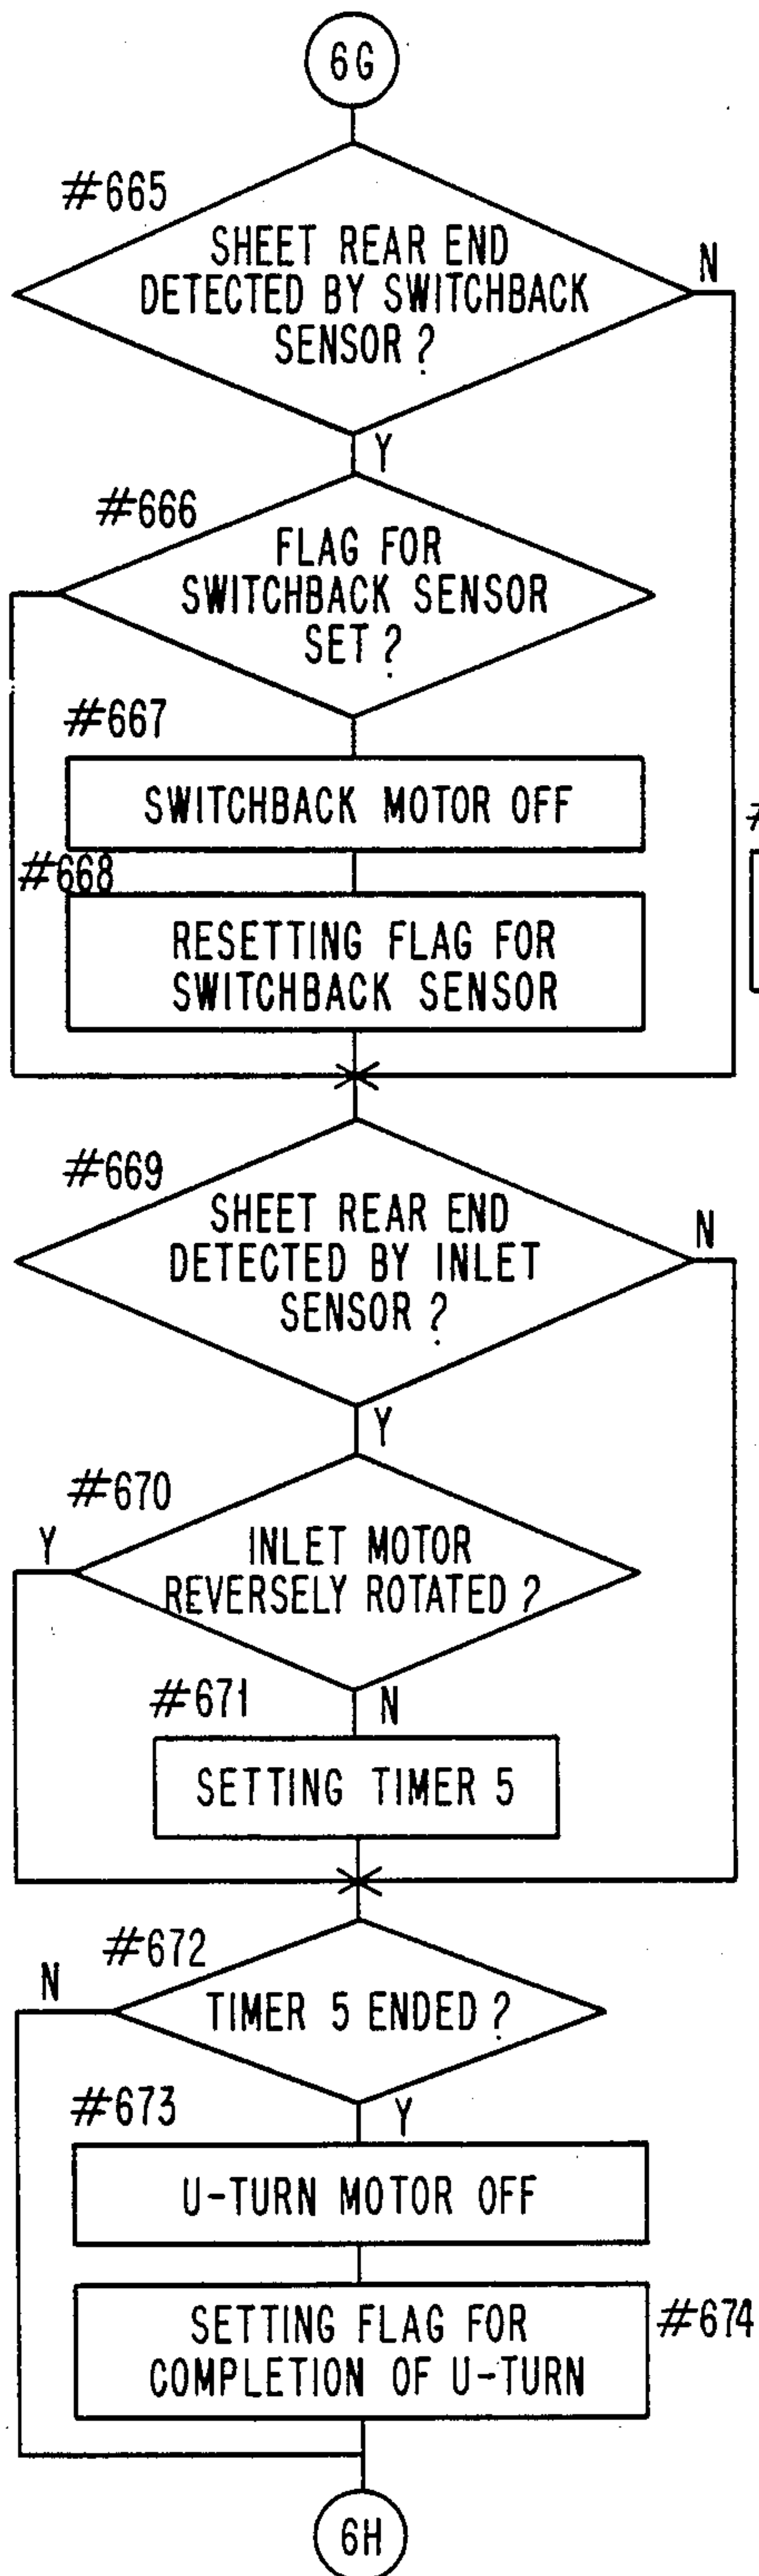 6G
#665
SHEET REAR END
DETECTED BY SWITCHBACK
SENSOR ?
N
Y
#666
FLAG FOR
SWITCHBACK SENSOR
SET ?
#667
SWITCHBACK MOTOR OFF
#668
RESETTING FLAG FOR
SWITCHBACK SENSOR
#669
SHEET REAR END
DETECTED BY INLET
SENSOR ?
N
Y
#670
Y
INLET MOTOR
REVERSELY ROTATED ?
#671
N
SETTING TIMER 5
#672
N
TIMER 5 ENDED ?
#673
Y
U-TURN MOTOR OFF
SETTING FLAG FOR
COMPLETION OF U-TURN
#674
6H